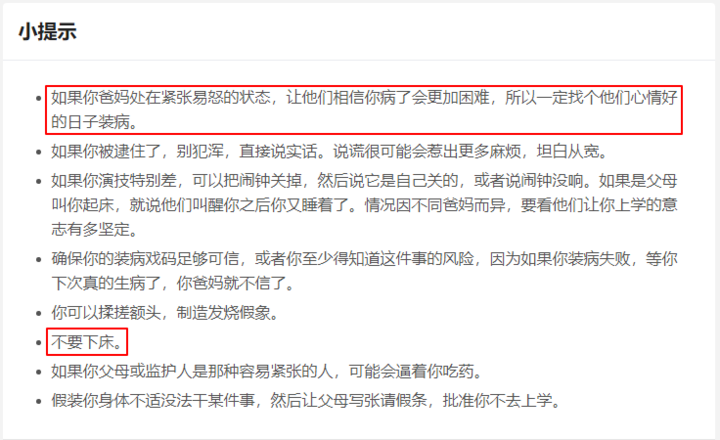 小提示
如果你爸妈处在紧张易怒的状态，让他们相信你病了会更加困难，所以一定找个他们心情好
的日子装病。
如果你被逮住了，别犯浑，直接说实话。说谎很可能会惹出更多麻烦，坦白从宽。
如果你演技特别差，可以把闹钟关掉，然后说它是自己关的，或者说闹钟没响。如果是父母
叫你起床，就说他们叫醒你之后你又睡着了。情况因不同爸妈而异，要看他们让你上学的意
志有多坚定。
确保你的装病戏码足够可信，或者你至少得知道这件事的风险，因为如果你装病失败，等你
下次真的生病了，你爸妈就不信了。
你可以揉搓额头，制造发烧假象。
不要下床。
如果你父母或监护人是那种容易紧张的人，可能会逼着你吃药。
假装你身体不适没法干某件事，然后让父母写张请假条，批准你不去上学。